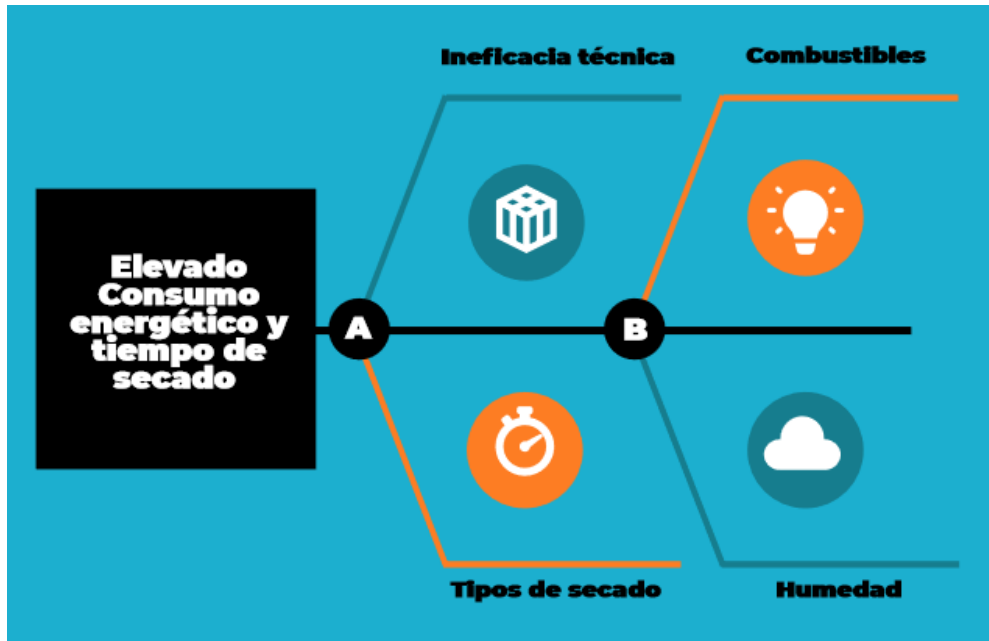 Ineficacia técnica
Combustibles
Elevado
Consumo
energético y
tiempo de
secado
A
B
Tipos de secado
Humedad